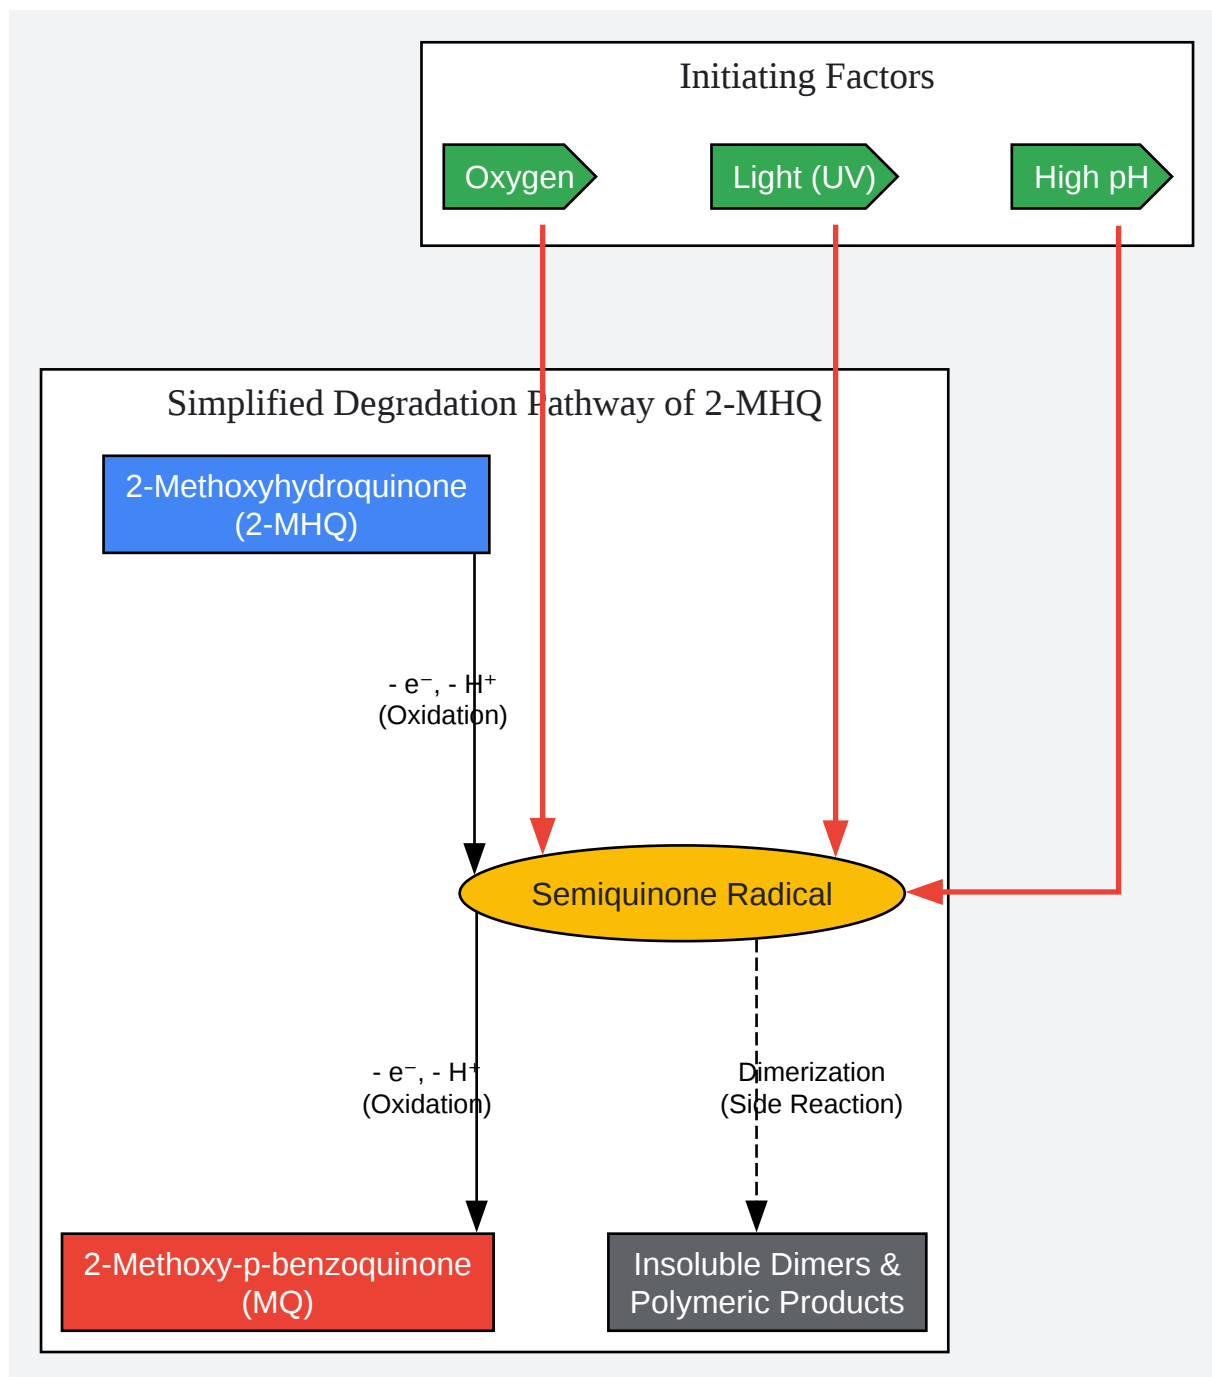 Initiating Factors
Oxygen
Light (UV)
High pH
Simplified Degradation Pathway of 2-MHQ
2-Methoxyhydroquinone
(2-MHQ)
- e⁻, - H⁺
(Oxidation)
Semiquinone Radical
- e⁻, - H⁺
(Oxidation)
Dimerization
(Side Reaction)
2-Methoxy-p-benzoquinone
(MQ)
Insoluble Dimers &
Polymeric Products